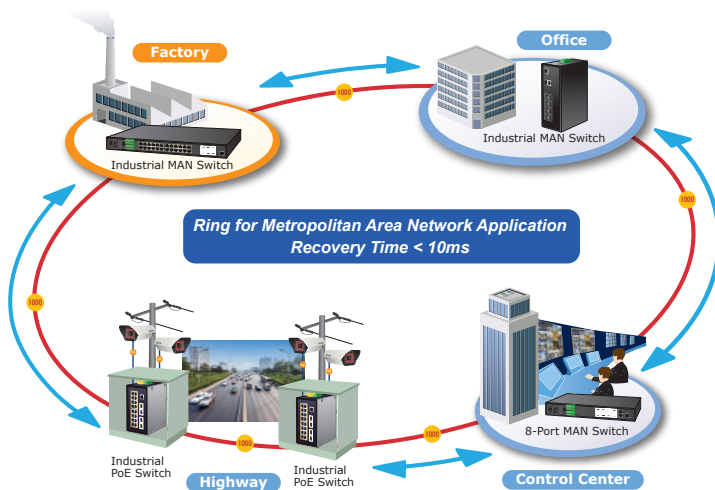 Factory
Office
1000
Industrial MAN Switch
Industrial MAN Switch
1000
Ring for Metropolitan Area Network Application
Recovery Time < 10ms
1000
8-Port MAN Switch
1000
1000
Industrial
PoE Switch
Industrial
PoE Switch
Highway
Control Center